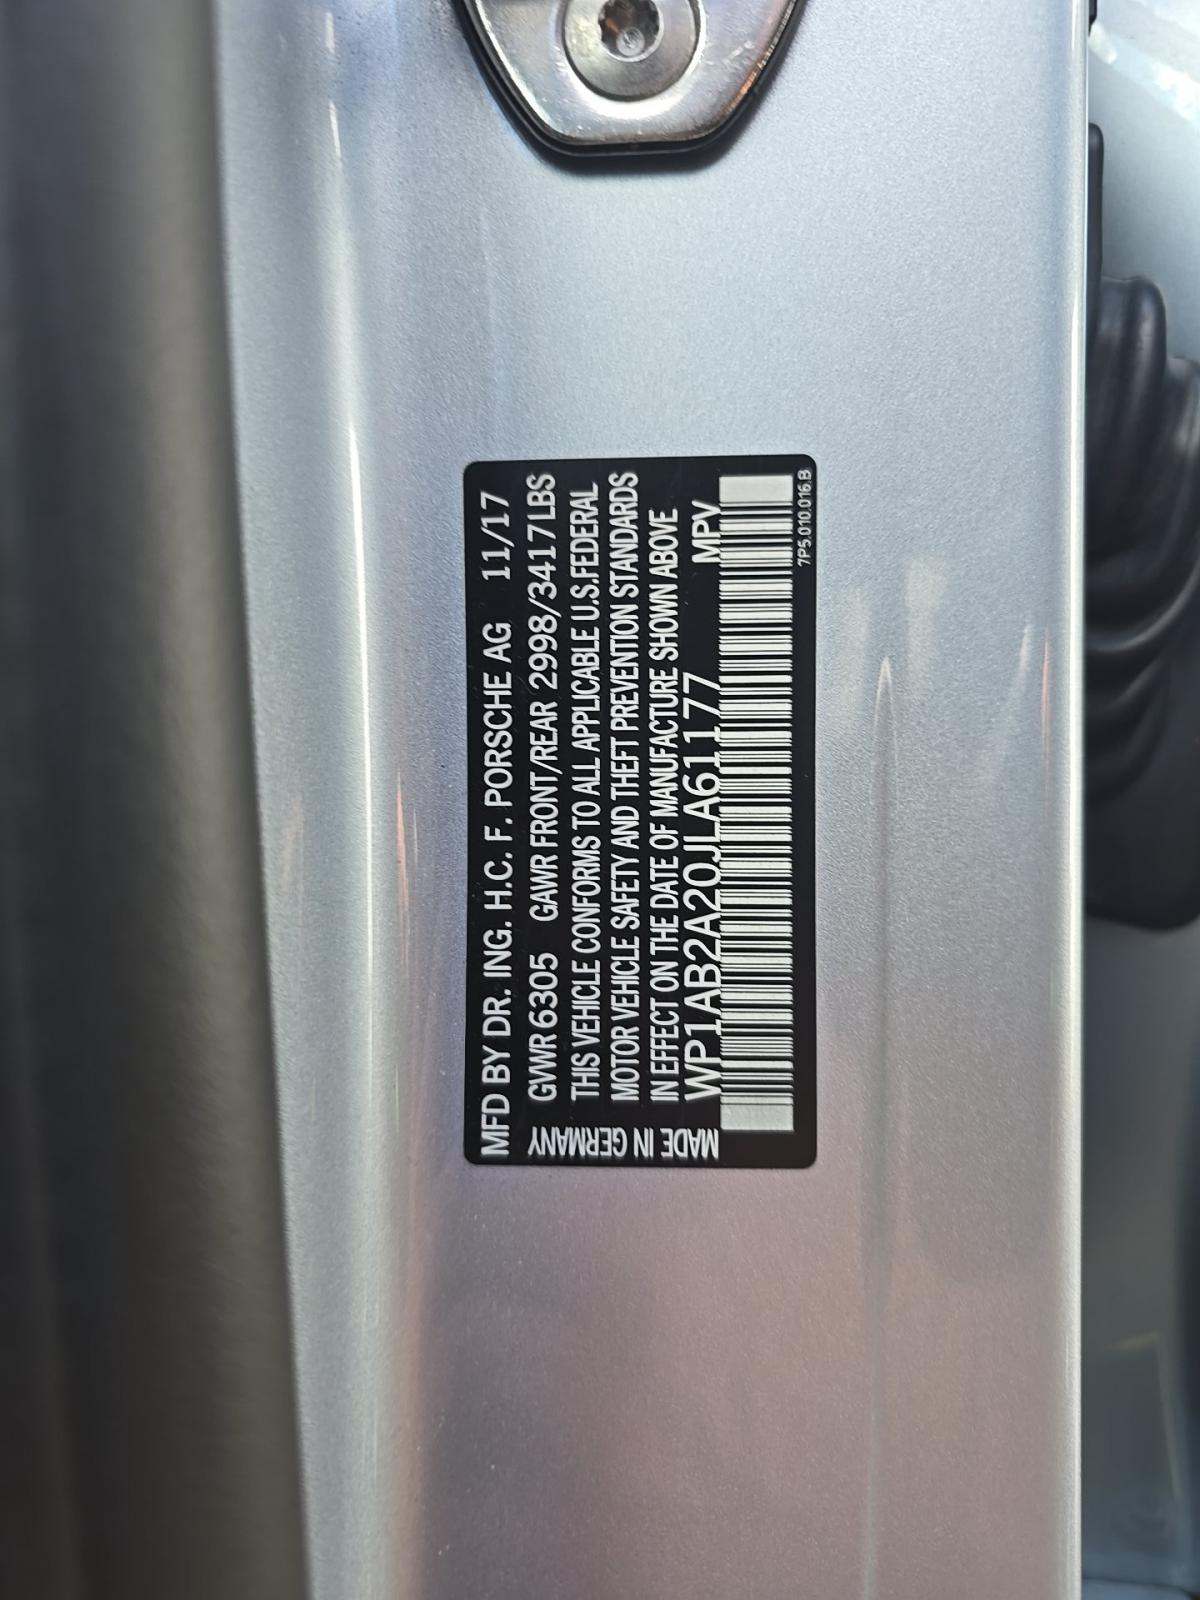 MFD BY DR. ING. H.C. F. PORSCHE AG 11/17
GVWR 6305 GAWR FRONT/REAR 2998/3417 LBS
THIS VEHICLE CONFORMS TO ALL APPLICABLE U.S.FEDERAL
MOTOR VEHICLE SAFETY AND THEFT PREVENTION STANDARDS
IN EFFECT ON THE DATE OF MANUFACTURE SHOWN ABOVE
WP1AB2A20JLA61177 MPV
MADE IN GERMANY
7P5.010.016.B